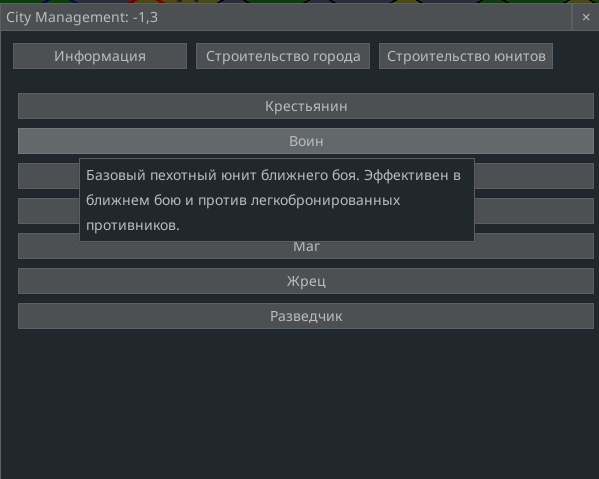 City Management: -1,3
×
Информация
Строительство города
Строительство юнитов
Крестьянин
Воин
Базовый пехотный юнит ближнего боя. Эффективен в
ближнем бою и против легкобронированных
противников.
Маг
Жрец
Разведчик